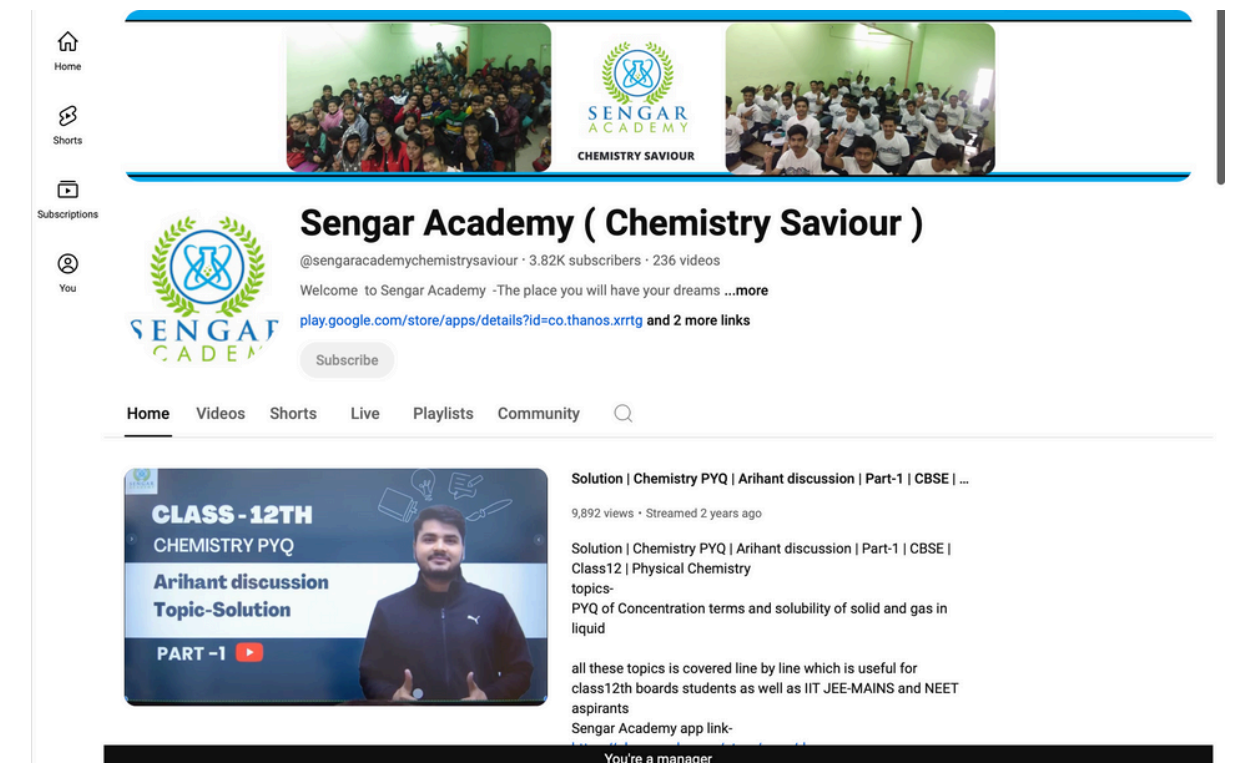 SENGAR
ACADEMY
CHEMISTRY SAVIOUR
Home
Shorts
Subscriptions
You
SENGAR
CADEM
Sengar Academy ( Chemistry Saviour )
@sengaracademychemistrysaviour · 3.82K subscribers · 236 videos
Welcome to Sengar Academy -The place you will have your dreams ...more
play.google.com/store/apps/details?id=co.thanos.xrrtg and 2 more links
Subscribe
Home Videos Shorts Live Playlists Community
CLASS-12TH
CHEMISTRY PYQ
Arihant discussion
Topic-Solution
PART -1
Solution | Chemistry PYQ | Arihant discussion | Part-1 | CBSE | ...
9,892 views • Streamed 2 years ago
Solution | Chemistry PYQ | Arihant discussion | Part-1 | CBSE |
Class12 | Physical Chemistry
topics-
PYQ of Concentration terms and solubility of solid and gas in
liquid
all these topics is covered line by line which is useful for
class12th boards students as well as IIT JEE-MAINS and NEET
aspirants
Sengar Academy app link-
You're a manager